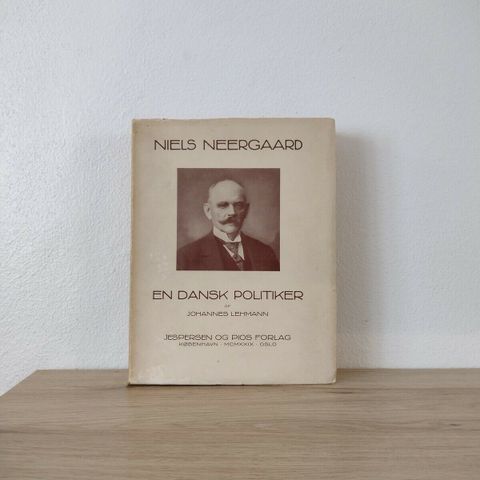 NIELS NEERGAARD
EN DANSK POLITIKER
AF
JOHANNES LEHMANN
JESPERSEN OG PIOS FORLAG
KØBENHAVN · MCMXXIX · OSLO